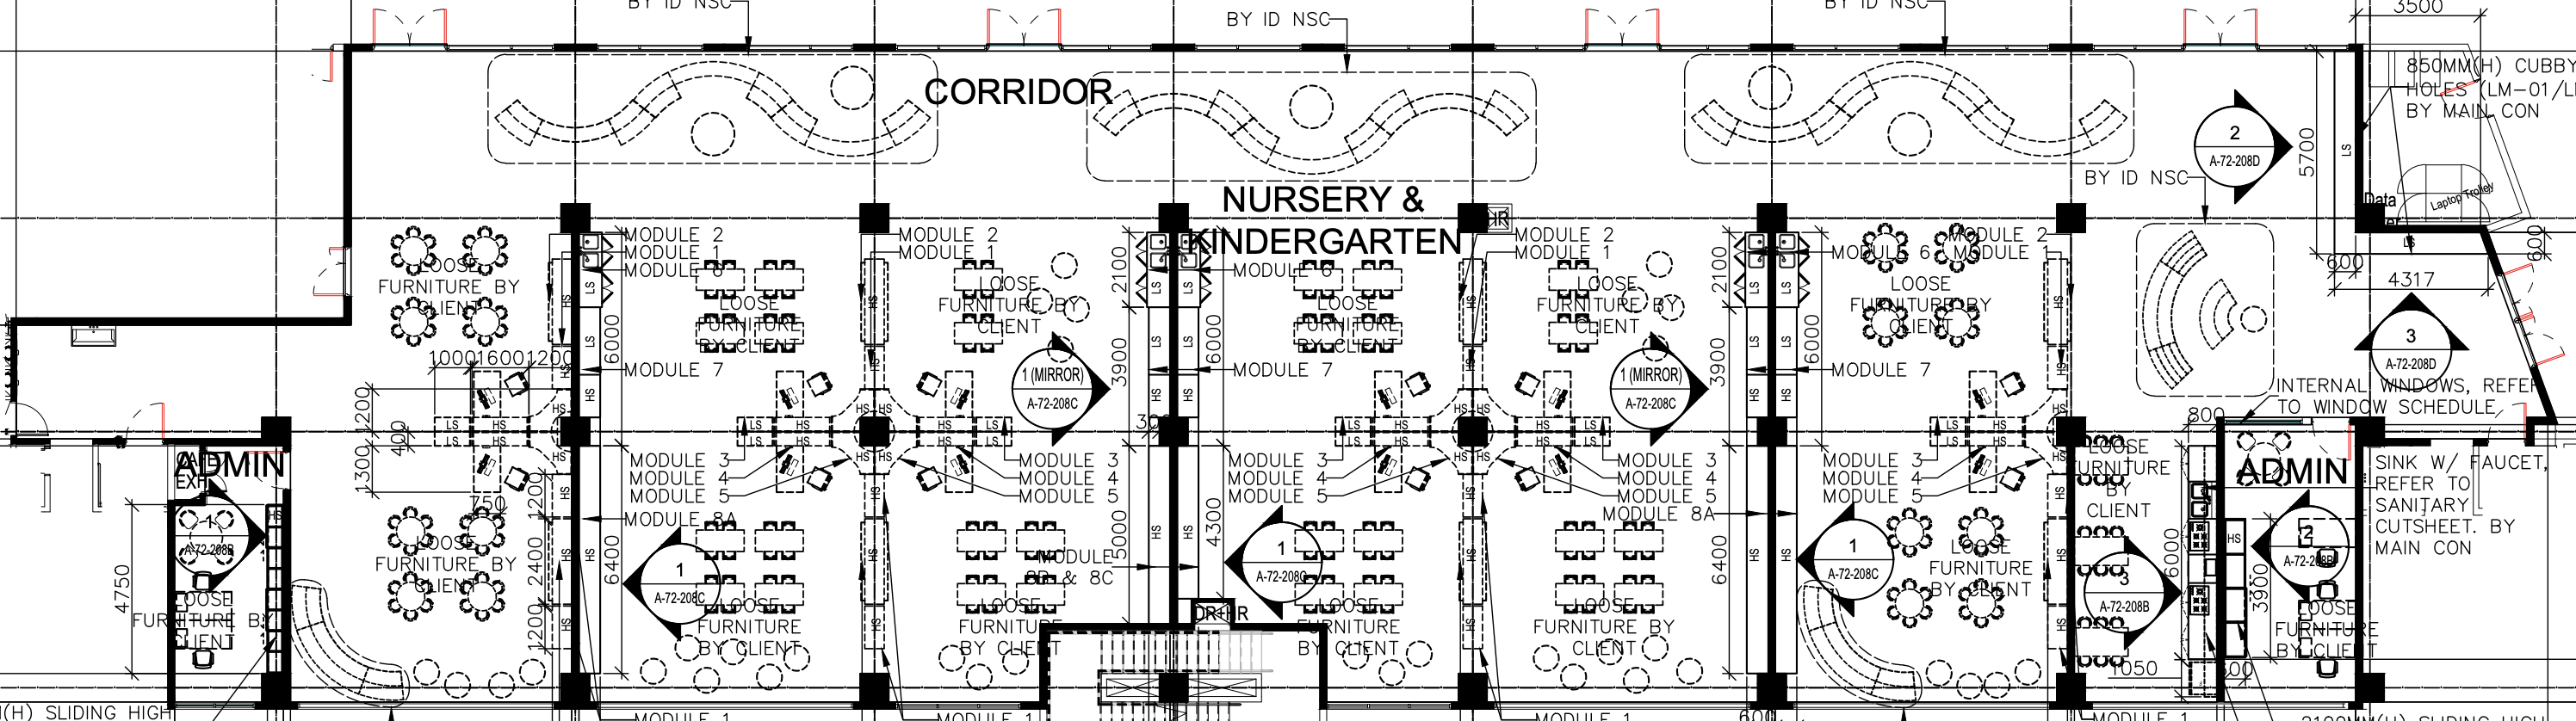 BY ID NSC
BY ID NSC
BY ID NSC
3500
850MM(H) CUBBY
HOLES (LM-01/L
BY MAIN CON
CORRIDOR
2
A-72-208D
5700
LS
BY ID NSC
Data
Laptop Trolley
NURSERY &
KINDERGARTEN
HR
MODULE 2
MODULE 1
MODULE 2
MODULE 1
MODULE 2
MODULE 1
MODULE 2
MODULE 1
MODULE 6
MODULE 6
MODULE 6
LOOSE
FURNITURE BY
CLIENT
LOOSE
FURNITURE
BY CLIENT
LOOSE
FURNITURE BY
CLIENT
LOOSE
FURNITURE
BY CLIENT
LOOSE
FURNITURE BY
CLIENT
LOOSE
FURNITURE BY
CLIENT
2100
2100
600
600
4317
3
A-72-208D
6000
3900
6000
3900
6000
1000
1600
1200
MODULE 7
MODULE 7
MODULE 7
1 (MIRROR)
A-72-208C
1 (MIRROR)
A-72-208C
1200
400
1300
INTERNAL WINDOWS, REFER
TO WINDOW SCHEDULE
800
LS
HS
LS
HS
ADMIN
MODULE 3
MODULE 4
MODULE 5
MODULE 3
MODULE 4
MODULE 5
MODULE 3
MODULE 4
MODULE 5
MODULE 3
MODULE 4
MODULE 5
MODULE 3
MODULE 4
MODULE 5
LOOSE
FURNITURE
BY
CLIENT
ADMIN
SINK W/ FAUCET,
REFER TO
SANITARY
CUTSHEET. BY
MAIN CON
750
1200
MODULE 8A
MODULE 8A
1
A-72-208B
4750
LOOSE
FURNITURE BY
CLIENT
LOOSE
FURNITURE BY
CLIENT
2400
1200
6400
1
A-72-208C
LOOSE
FURNITURE
BY CLIENT
LOOSE
FURNITURE
BY CLIENT
MODULE
8B & 8C
5000
4300
1
A-72-208C
LOOSE
FURNITURE
BY CLIENT
LOOSE
FURNITURE BY
CLIENT
6400
1
A-72-208C
LOOSE
FURNITURE
BY CLIENT
3
A-72-208B
6000
HS
3900
2
A-72-208B
LOOSE
FURNITURE
BY CLIENT
DR+HR
1050
(H) SLIDING HIGH
MODULE 1
MODULE 1
MODULE 1
600
MODULE 1
2100MM(H) SLIDING HIGH